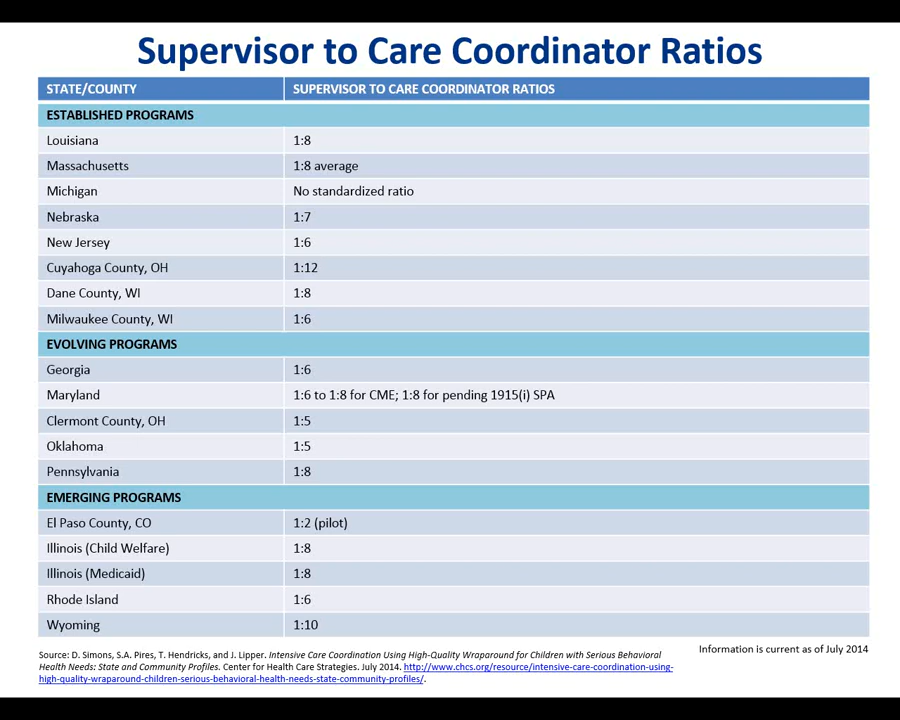 Supervisor to Care Coordinator Ratios
STATE/COUNTY SUPERVISOR TO CARE COORDINATOR RATIOS
ESTABLISHED PROGRAMS
Louisiana 1:8
Massachusetts 1:8 average
Michigan No standardized ratio
Nebraska 1:7
New Jersey 1:6
Cuyahoga County, OH 1:12
Dane County, WI 1:8
Milwaukee County, WI 1:6
EVOLVING PROGRAMS
Georgia 1:6
Maryland 1:6 to 1:8 for CME; 1:8 for pending 1915(i) SPA
Clermont County, OH 1:5
Oklahoma 1:5
Pennsylvania 1:8
EMERGING PROGRAMS
El Paso County, CO 1:2 (pilot)
Illinois (Child Welfare) 1:8
Illinois (Medicaid) 1:8
Rhode Island 1:6
Wyoming 1:10
Information is current as of July 2014
Source: D. Simons, S.A. Pires, T. Hendricks, and J. Lipper. Intensive Care Coordination Using High-Quality Wraparound for Children with Serious Behavioral
Health Needs: State and Community Profiles. Center for Health Care Strategies. July 2014. http://www.chcs.org/resource/intensive-care-coordination-using-
high-quality-wraparound-children-serious-behavioral-health-needs-state-community-profiles/.